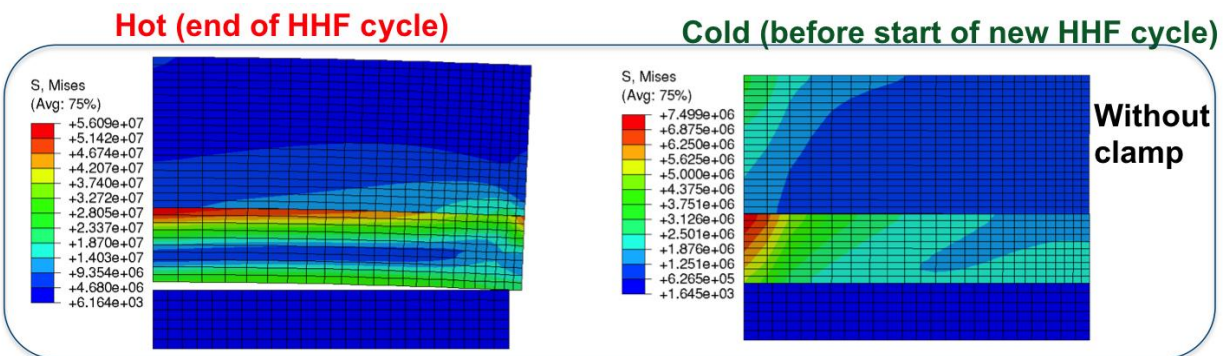 Hot (end of HHF cycle)
Cold (before start of new HHF cycle)
S, Mises
(Avg: 75%)
+5.609e+07
+5.142e+07
+4.674e+07
+4.207e+07
+3.740e+07
+3.272e+07
+2.805e+07
+2.337e+07
+1.870e+07
+1.403e+07
+9.354e+06
+4.680e+06
+6.164e+03
S, Mises
(Avg: 75%)
+7.499e+06
+6.875e+06
+6.250e+06
+5.625e+06
+5.000e+06
+4.375e+06
+3.751e+06
+3.126e+06
+2.501e+06
+1.876e+06
+1.251e+06
+6.265e+05
+1.645e+03
Without
clamp